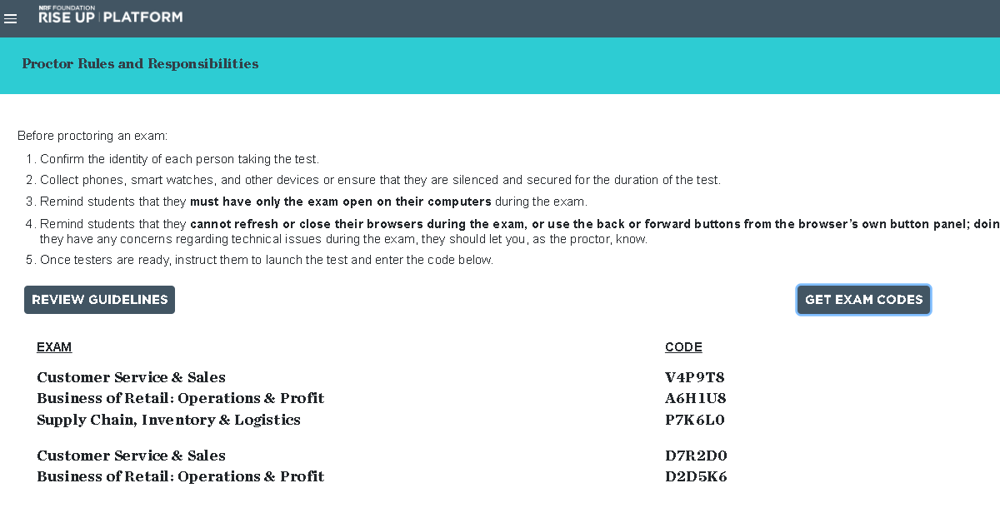 NRF FOUNDATION
RISE UP | PLATFORM
Proctor Rules and Responsibilities
Before proctoring an exam:
1. Confirm the identity of each person taking the test.
2. Collect phones, smart watches, and other devices or ensure that they are silenced and secured for the duration of the test.
3. Remind students that they must have only the exam open on their computers during the exam.
4. Remind students that they cannot refresh or close their browsers during the exam, or use the back or forward buttons from the browser's own button panel; doin
they have any concerns regarding technical issues during the exam, they should let you, as the proctor, know.
5. Once testers are ready, instruct them to launch the test and enter the code below.
REVIEW GUIDELINES GET EXAM CODES
EXAM CODE
Customer Service & Sales V4P9T8
Business of Retail: Operations & Profit A6H1U8
Supply Chain, Inventory & Logistics P7K6L0
Customer Service & Sales D7R2D0
Business of Retail: Operations & Profit D2D5K6